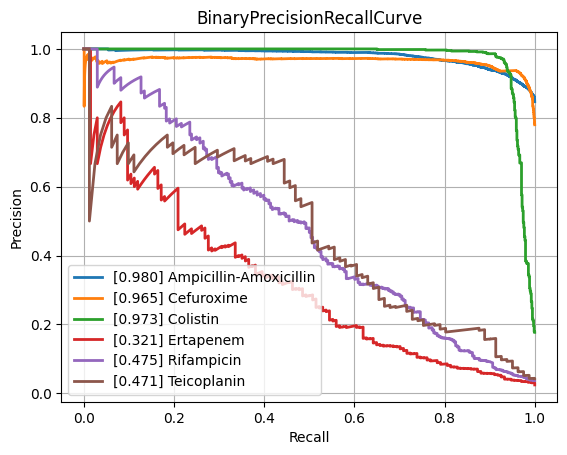 BinaryPrecisionRecallCurve
1.0
0.8
0.6
0.4
0.2
0.0
Precision
[0.980] Ampicillin-Amoxicillin
[0.965] Cefuroxime
[0.973] Colistin
[0.321] Ertapenem
[0.475] Rifampicin
[0.471] Teicoplanin
0.0 0.2 0.4 0.6 0.8 1.0
Recall